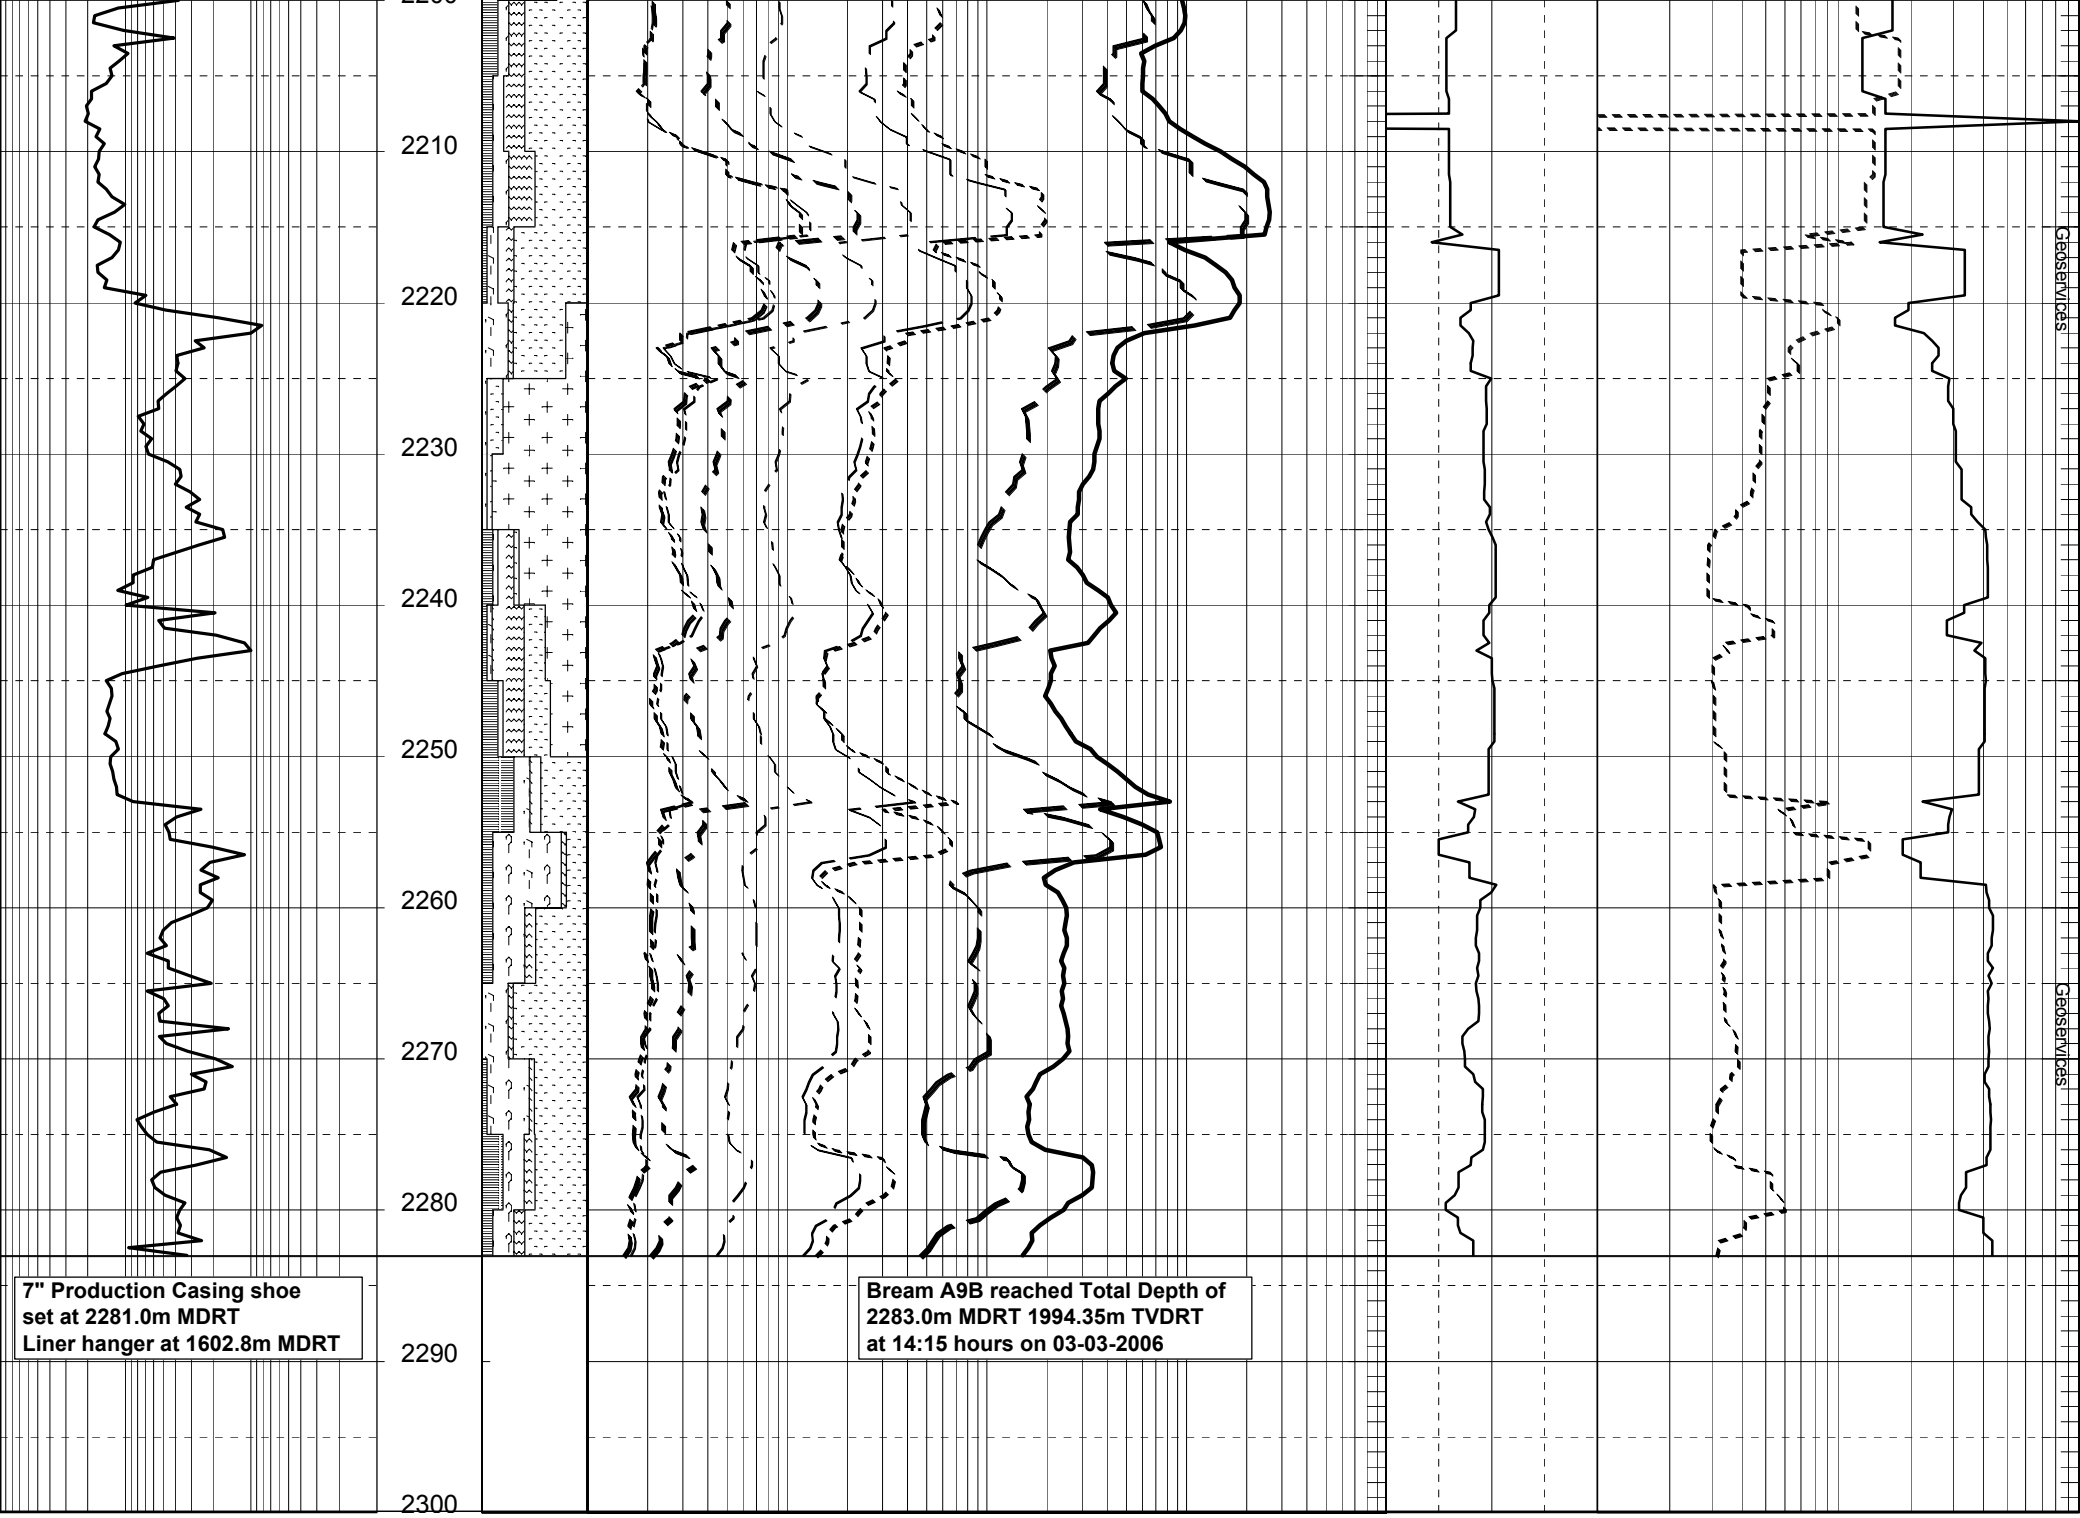 2200
Geoservices
2210
2220
2230
2240
2250
2260
Geoservices
2270
2280
7" Production Casing shoe
set at 2281.0m MDRT
Liner hanger at 1602.8m MDRT
Bream A9B reached Total Depth of
2283.0m MDRT 1994.35m TVDRT
at 14:15 hours on 03-03-2006
2290
2300